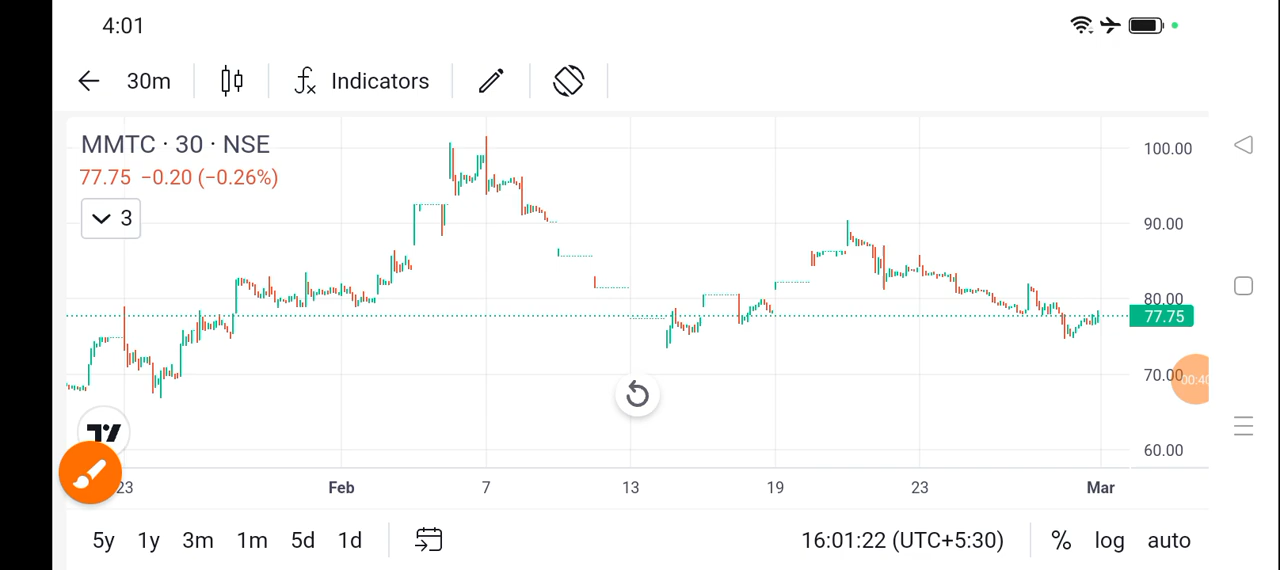 4:01
30m Indicators
MMTC · 30 · NSE
77.75 −0.20 (−0.26%)
3
100.00
90.00
80.00
77.75
70.00
00:40
60.00
23 Feb 7 13 19 23 Mar
5y 1y 3m 1m 5d 1d 16:01:22 (UTC+5:30) % log auto